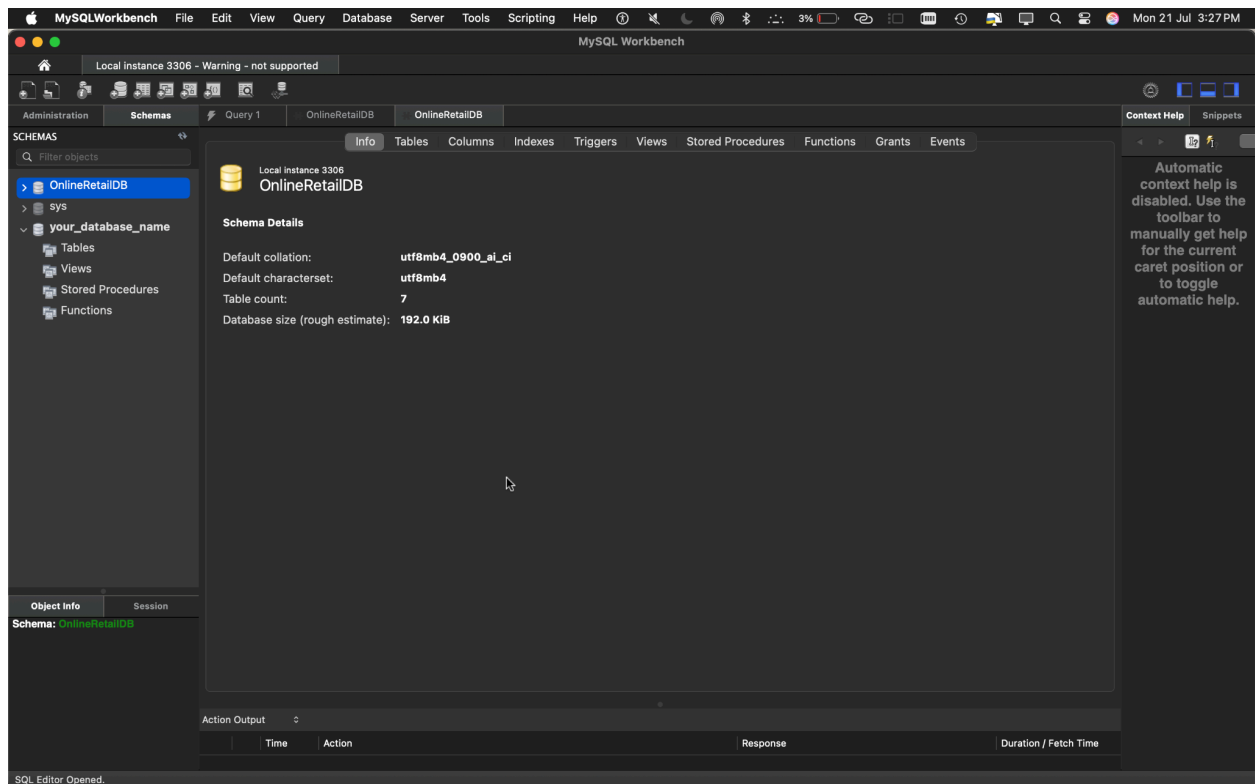 MySQLWorkbench File Edit View Query Database Server Tools Scripting Help 3% Mon 21 Jul 3:27 PM
MySQL Workbench
Local instance 3306 - Warning - not supported
Administration Schemas Query 1 OnlineRetailDB OnlineRetailDB Context Help Snippets
SCHEMAS
Filter objects
OnlineRetailDB
sys
your_database_name
Tables
Views
Stored Procedures
Functions
Info Tables Columns Indexes Triggers Views Stored Procedures Functions Grants Events
Local instance 3306
OnlineRetailDB
Schema Details
Default collation: utf8mb4_0900_ai_ci
Default characterset: utf8mb4
Table count: 7
Database size (rough estimate): 192.0 KiB
Automatic
context help is
disabled. Use the
toolbar to
manually get help
for the current
caret position or
to toggle
automatic help.
Object Info Session
Schema: OnlineRetailDB
Action Output
Time Action Response Duration / Fetch Time
SQL Editor Opened.